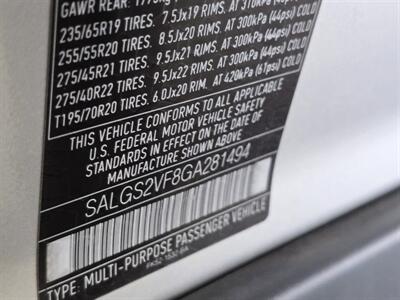 GAWR REAR:
235/65R19 TIRES. 7.5Jx19 RIMS. AT 310kPa
255/55R20 TIRES. 8.5Jx20 RIMS. AT 300kPa (44psi) COLD
275/45R21 TIRES. 9.5Jx21 RIMS. AT 300kPa (44psi) COLD
275/40R22 TIRES. 9.5Jx22 RIMS. AT 300kPa (44psi) COLD
T195/70R20 TIRES. 6.0Jx20 RIM. AT 420kPa (61psi) COLD
THIS VEHICLE CONFORMS TO ALL APPLICABLE
U.S. FEDERAL MOTOR VEHICLE SAFETY
STANDARDS IN EFFECT ON THE DATE OF
MANUFACTURE SHOWN ABOVE.
SALGS2VF8GA281494
TYPE: MULTI-PURPOSE PASSENGER VEHICLE